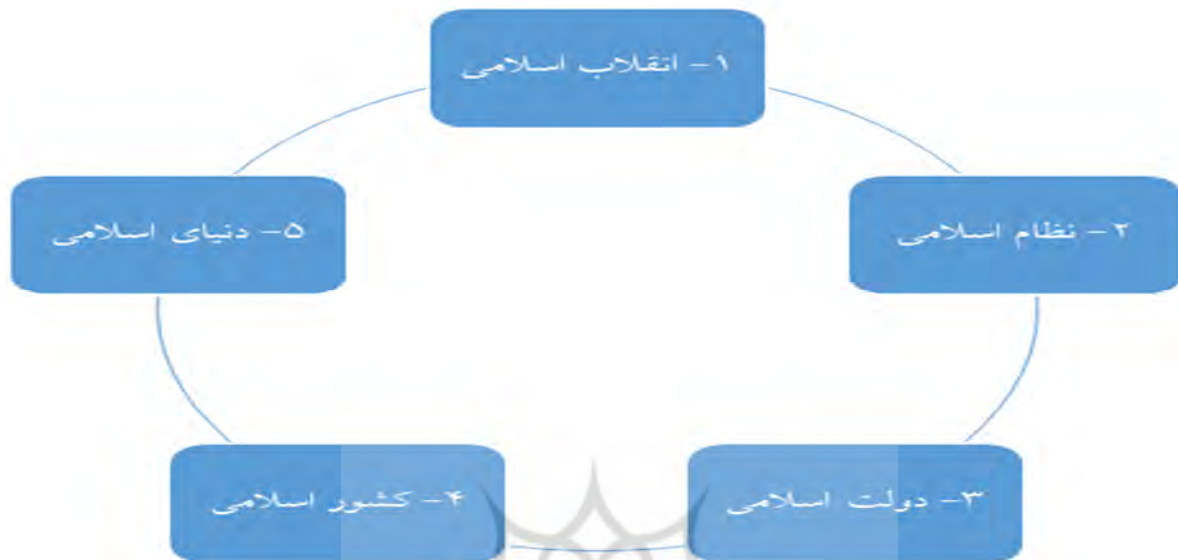 ۱- انقلاب اسلامی
۲- نظام اسلامی
۳- دولت اسلامی
۴- کشور اسلامی
۵- دنیای اسلامی